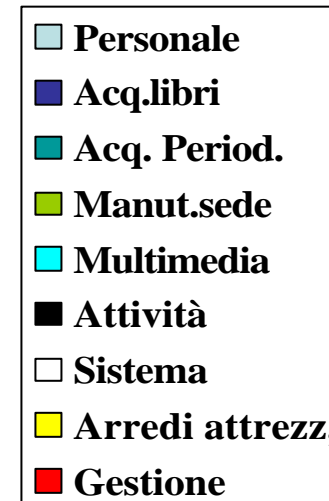 Personale
Acq.libri
Acq. Period.
Manut.sede
Multimedia
Attività
Sistema
Arredi attrezz.
Gestione